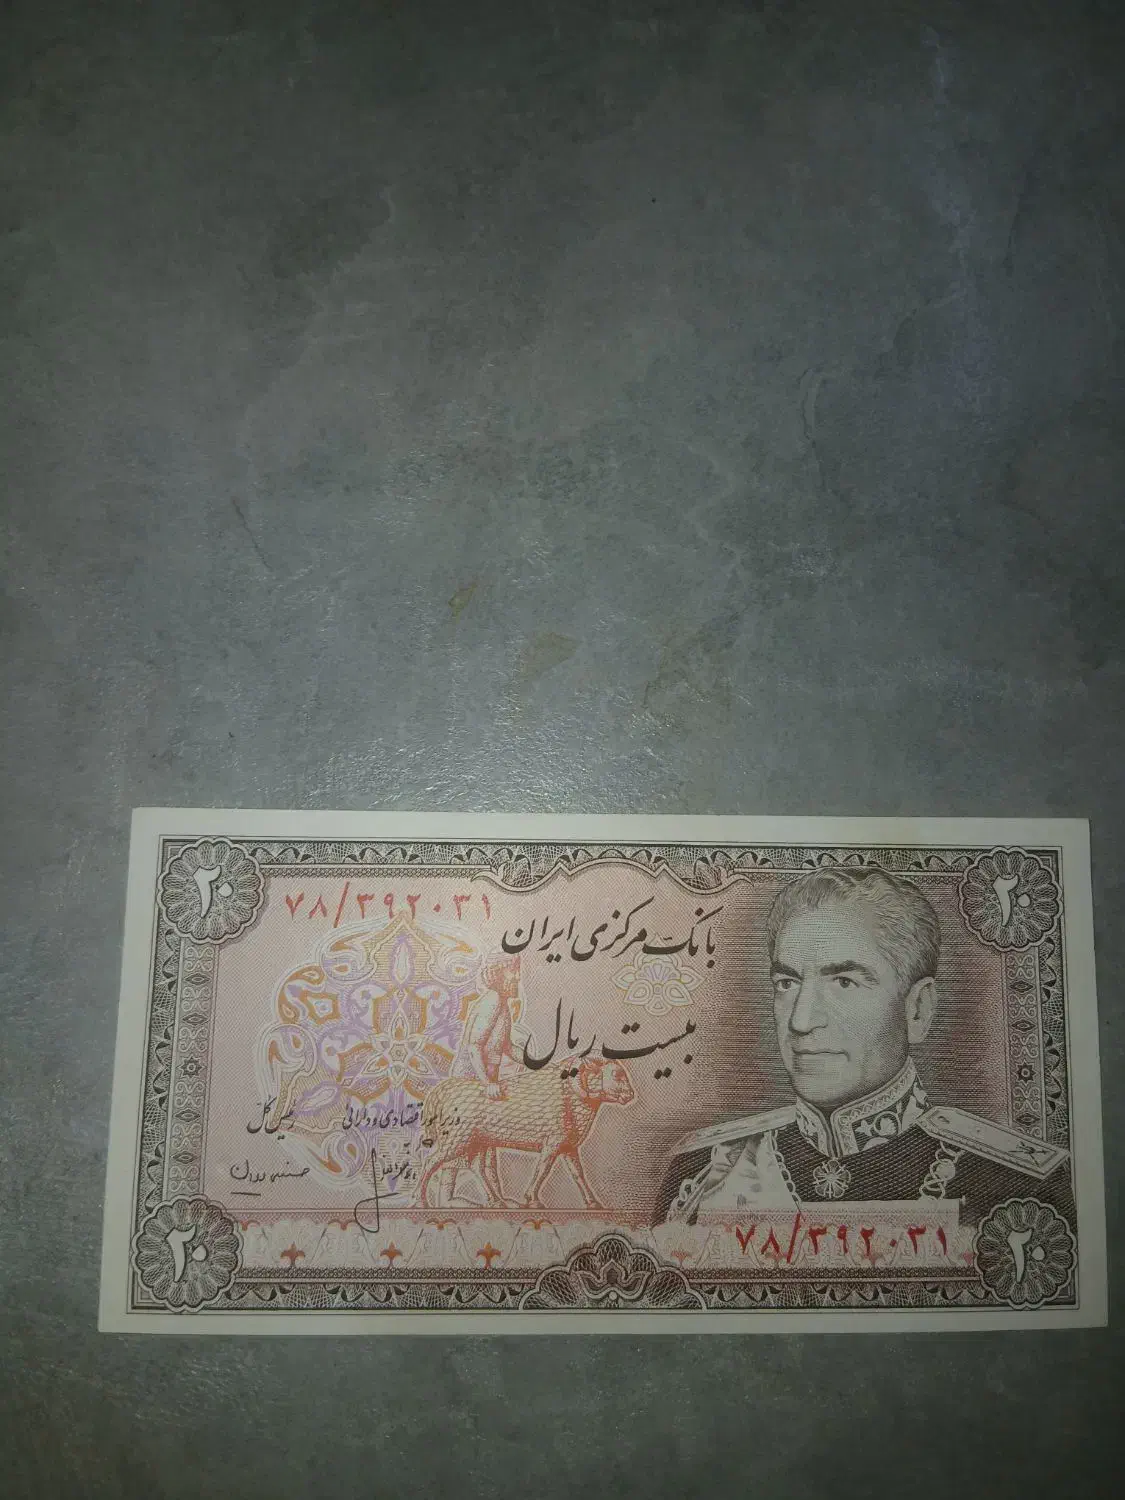 ۲۰
۲۰
۷۸/۳۹۲۰۳۱
بانک مرکزی ایران
بیست ریال
وزیر امور اقتصادی و دارائی
رئیس کل
۷۸/۳۹۲۰۳۱
۲۰
۲۰